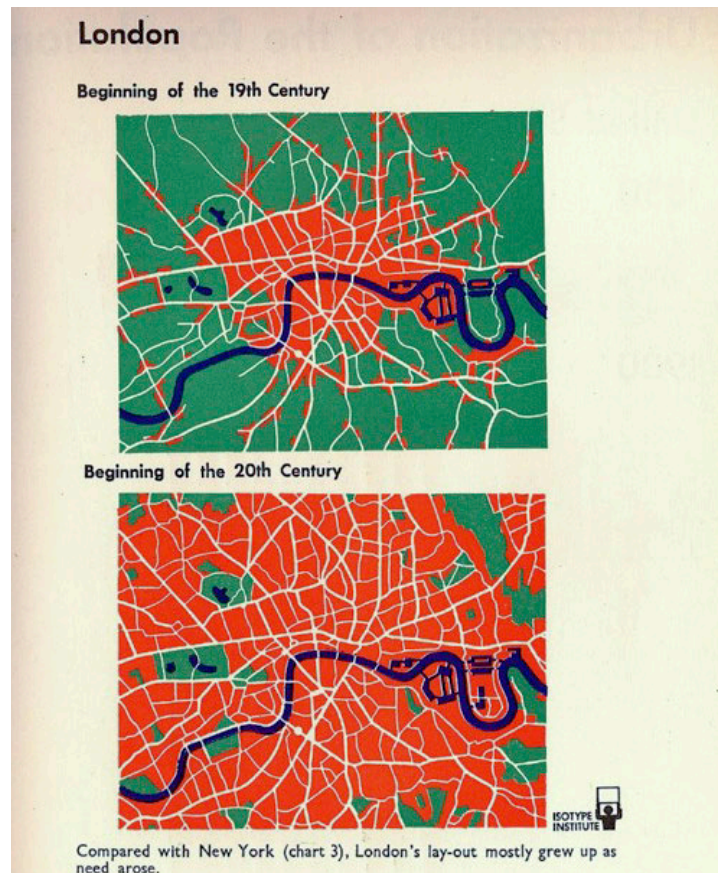 London
Beginning of the 19th Century
Beginning of the 20th Century
ISOTYPE
INSTITUTE
Compared with New York (chart 3), London's lay-out mostly grew up as
need arose.